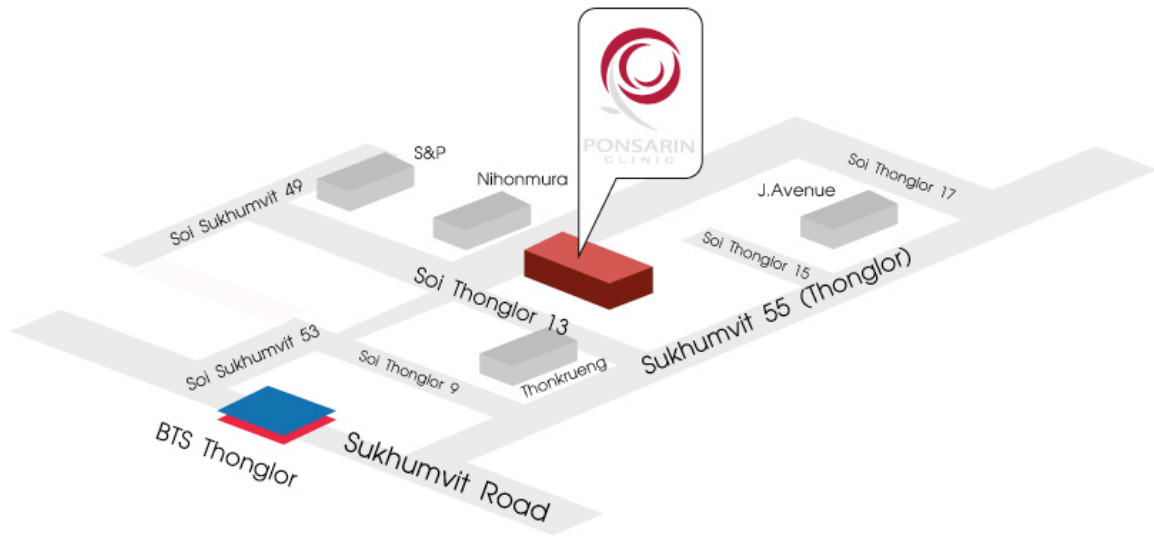 PONSARIN
CLINIC
S&P
Nihonmura
Soi Thonglor 17
J.Avenue
Soi Sukhumvit 49
Soi Thonglor 15
Soi Thonglor 13
Sukhumvit 55 (Thonglor)
Soi Sukhumvit 53
Soi Thonglor 9
Thonkrueng
BTS Thonglor
Sukhumvit Road